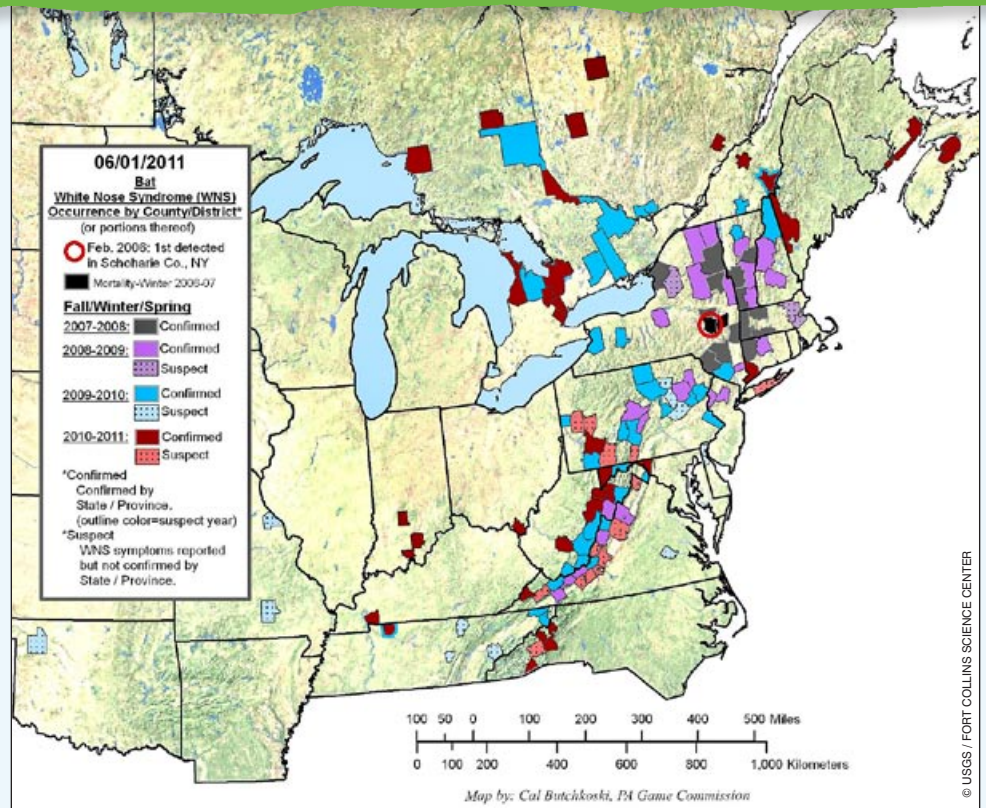 06/01/2011
Bat
White Nose Syndrome (WNS)
Occurrence by County/District*
(or portions thereof)
Feb. 2006: 1st detected
in Schoharie Co., NY
Mortality-Winter 2006-07
Fall/Winter/Spring
2007-2008: Confirmed
2008-2009: Confirmed
Suspect
2009-2010: Confirmed
Suspect
2010-2011: Confirmed
Suspect
*Confirmed
Confirmed by
State / Province.
(outline color=suspect year)
*Suspect
WNS symptoms reported
but not confirmed by
State / Province.
100 50 0 100 200 300 400 500 Miles
0 100 200 400 600 800 1,000 Kilometers
Map by: Cal Butchkoski, PA Game Commission
© USGS / FORT COLLINS SCIENCE CENTER